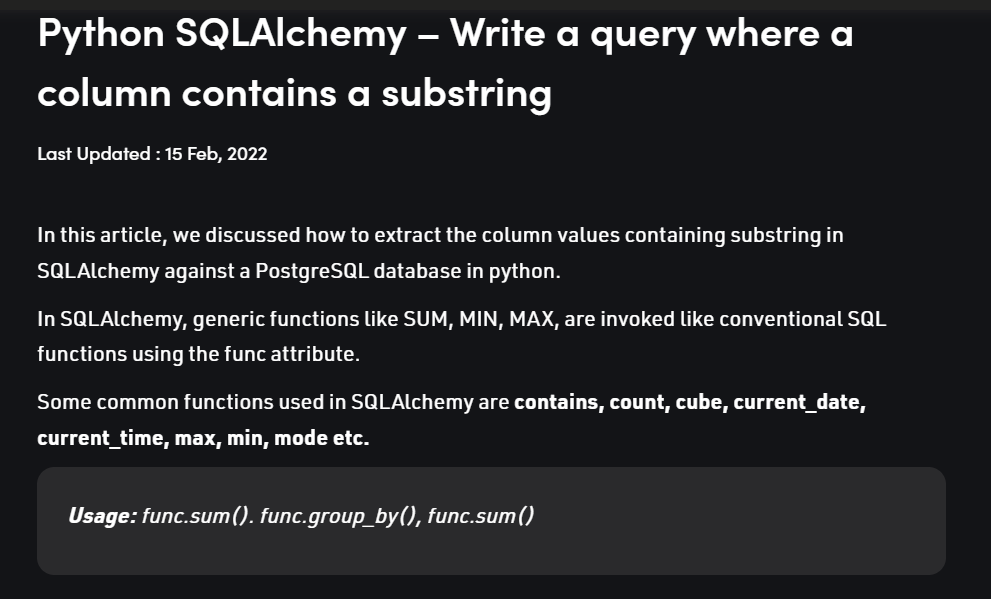 Python SQLAlchemy – Write a query where a
column contains a substring
Last Updated : 15 Feb, 2022
In this article, we discussed how to extract the column values containing substring in
SQLAlchemy against a PostgreSQL database in python.
In SQLAlchemy, generic functions like SUM, MIN, MAX, are invoked like conventional SQL
functions using the func attribute.
Some common functions used in SQLAlchemy are contains, count, cube, current_date,
current_time, max, min, mode etc.
Usage: func.sum(). func.group_by(), func.sum()